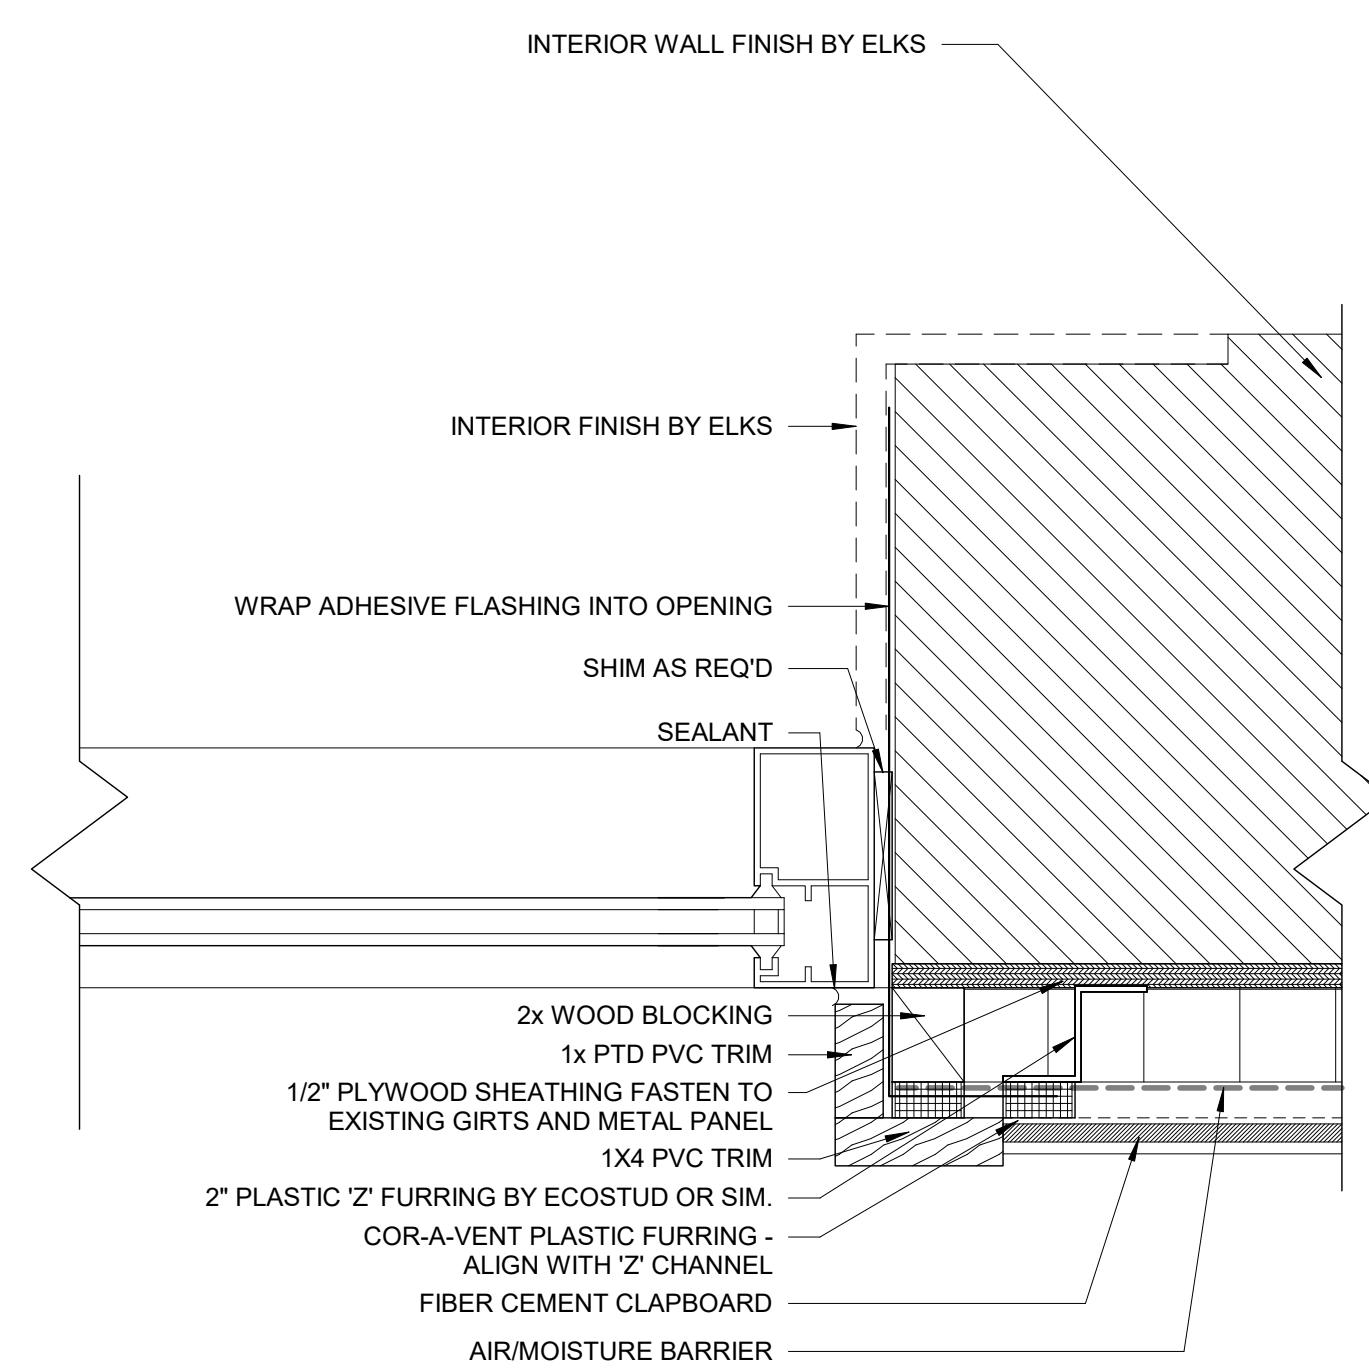 INTERIOR WALL FINISH BY ELKS
INTERIOR FINISH BY ELKS
WRAP ADHESIVE FLASHING INTO OPENING
SHIM AS REQ'D
SEALANT
2x WOOD BLOCKING
1x PTD PVC TRIM
1/2" PLYWOOD SHEATHING FASTEN TO
EXISTING GIRTS AND METAL PANEL
1X4 PVC TRIM
2" PLASTIC 'Z' FURRING BY ECOSTUD OR SIM.
COR-A-VENT PLASTIC FURRING -
ALIGN WITH 'Z' CHANNEL
FIBER CEMENT CLAPBOARD
AIR/MOISTURE BARRIER